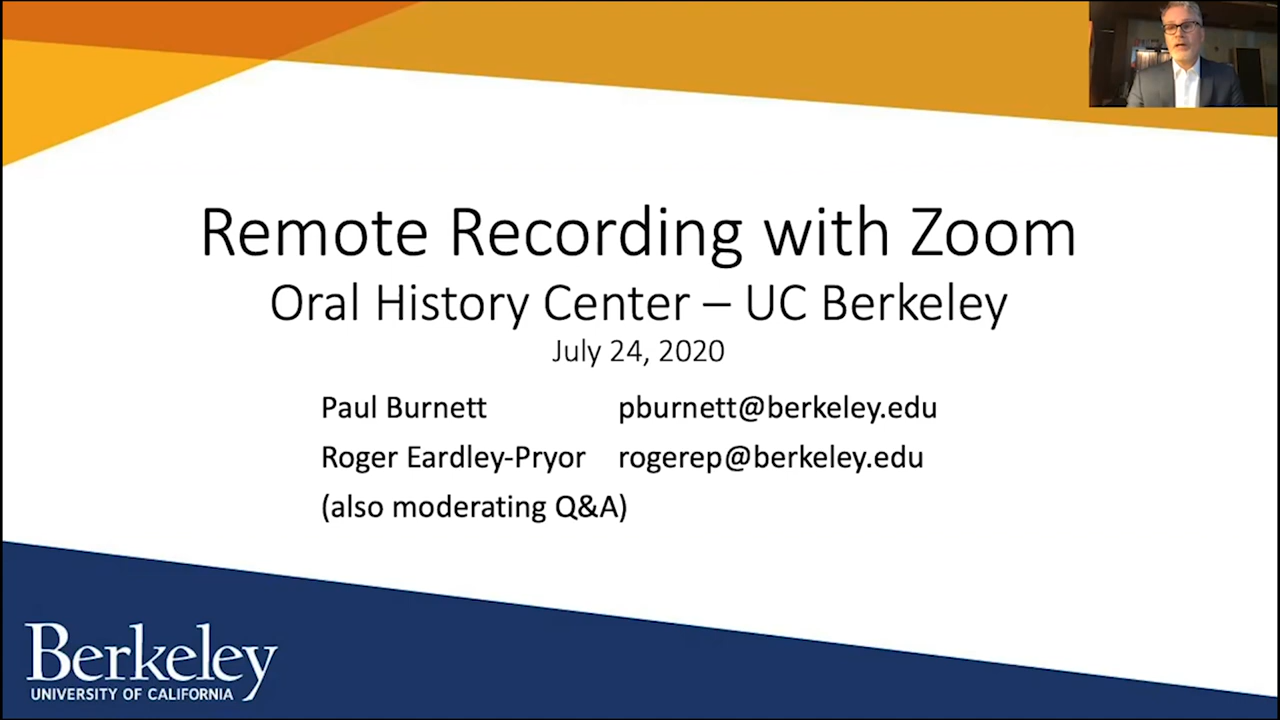 Remote Recording with Zoom
Oral History Center – UC Berkeley
July 24, 2020
Paul Burnett pburnett@berkeley.edu
Roger Eardley-Pryor rogerep@berkeley.edu
(also moderating Q&A)
Berkeley
UNIVERSITY OF CALIFORNIA